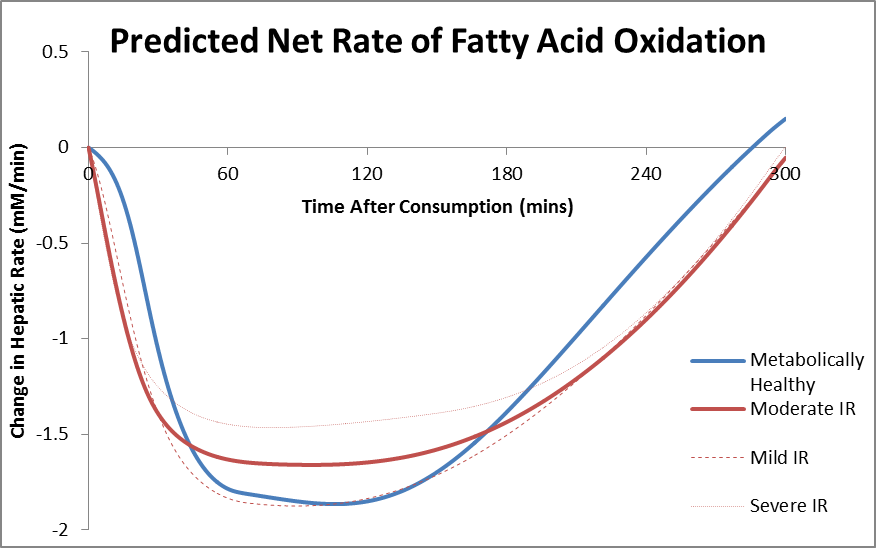 Predicted Net Rate of Fatty Acid Oxidation
0.5
0
-0.5
-1
-1.5
-2
0 60 120 180 240 300
Time After Consumption (mins)
Change in Hepatic Rate (mM/min)
Metabolically
Healthy
Moderate IR
Mild IR
Severe IR